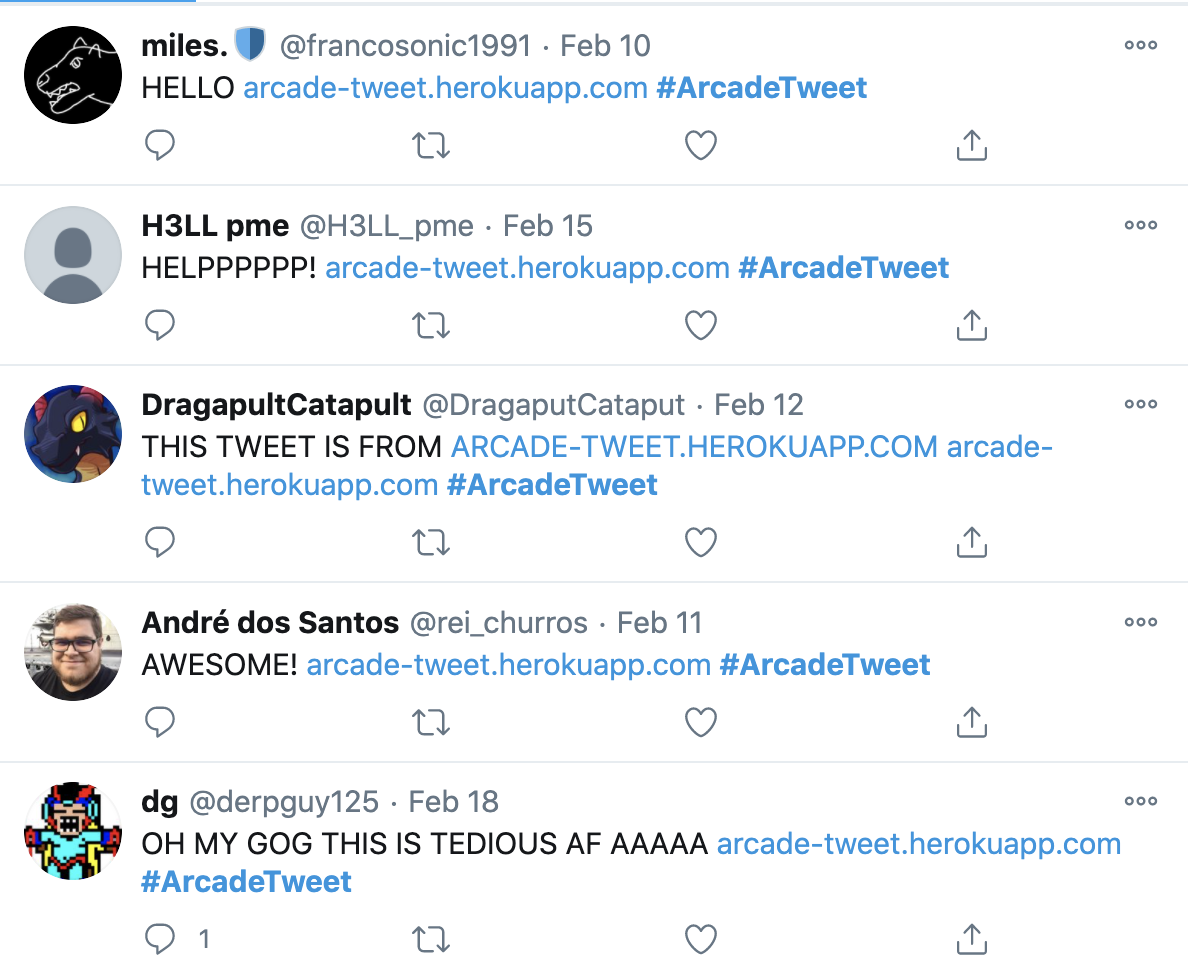 miles. @francosonic1991 · Feb 10
HELLO arcade-tweet.herokuapp.com #ArcadeTweet
H3LL pme @H3LL_pme · Feb 15
HELPPPPPP! arcade-tweet.herokuapp.com #ArcadeTweet
DragapultCatapult @DragaputCataput · Feb 12
THIS TWEET IS FROM ARCADE-TWEET.HEROKUAPP.COM arcade-
tweet.herokuapp.com #ArcadeTweet
André dos Santos @rei_churros · Feb 11
AWESOME! arcade-tweet.herokuapp.com #ArcadeTweet
dg @derpguy125 · Feb 18
OH MY GOG THIS IS TEDIOUS AF AAAAA arcade-tweet.herokuapp.com
#ArcadeTweet
1